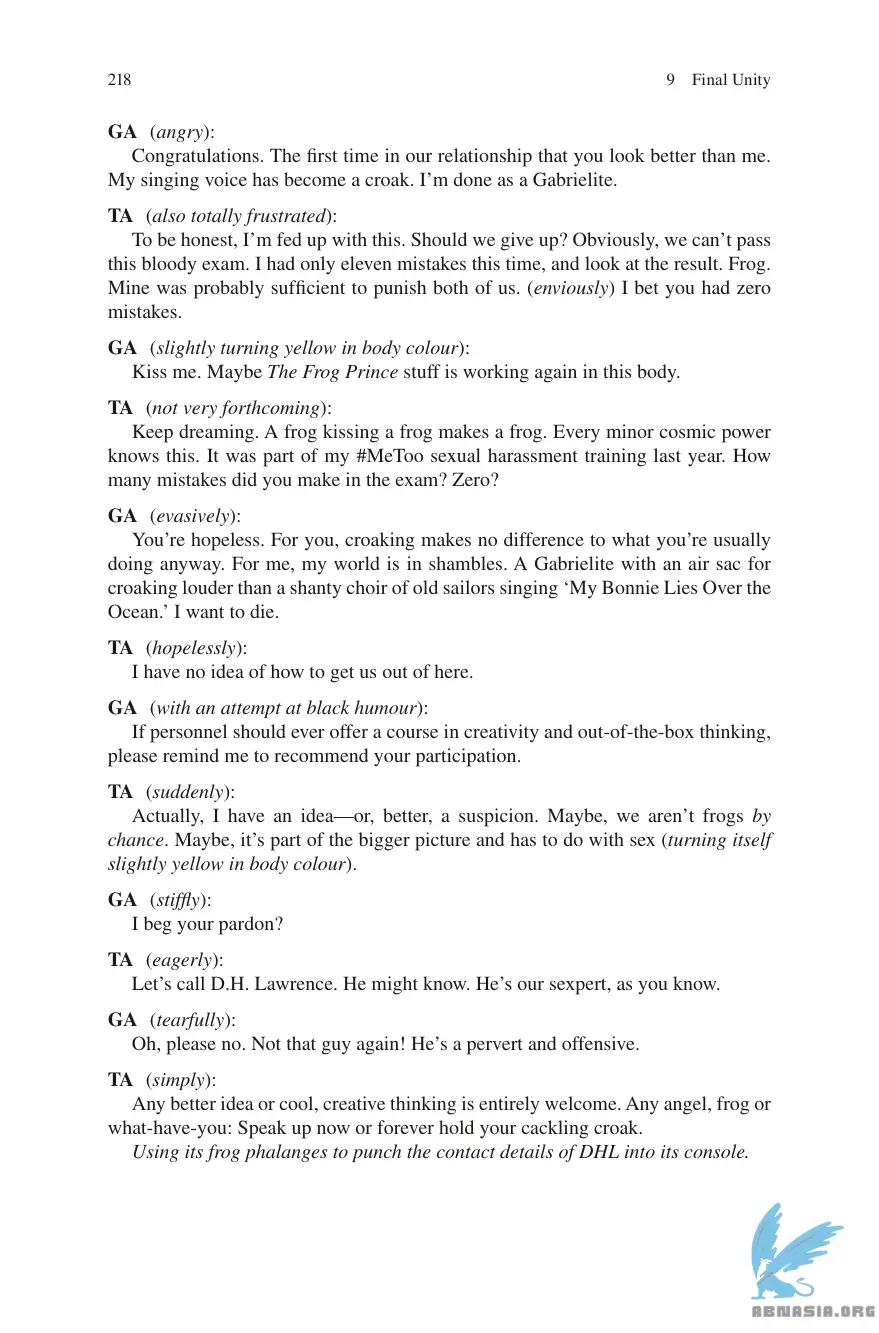 218
9 Final Unity
GA (angry):
Congratulations. The first time in our relationship that you look better than me.
My singing voice has become a croak. I’m done as a Gabrielite.
TA (also totally frustrated):
To be honest, I’m fed up with this. Should we give up? Obviously, we can’t pass
this bloody exam. I had only eleven mistakes this time, and look at the result. Frog.
Mine was probably sufficient to punish both of us. (enviously) I bet you had zero
mistakes.
GA (slightly turning yellow in body colour):
Kiss me. Maybe The Frog Prince stuff is working again in this body.
TA (not very forthcoming):
Keep dreaming. A frog kissing a frog makes a frog. Every minor cosmic power
knows this. It was part of my #MeToo sexual harassment training last year. How
many mistakes did you make in the exam? Zero?
GA (evasively):
You’re hopeless. For you, croaking makes no difference to what you’re usually
doing anyway. For me, my world is in shambles. A Gabrielite with an air sac for
croaking louder than a shanty choir of old sailors singing ‘My Bonnie Lies Over the
Ocean.’ I want to die.
TA (hopelessly):
I have no idea of how to get us out of here.
GA (with an attempt at black humour):
If personnel should ever offer a course in creativity and out-of-the-box thinking,
please remind me to recommend your participation.
TA (suddenly):
Actually, I have an idea—or, better, a suspicion. Maybe, we aren’t frogs by
chance. Maybe, it’s part of the bigger picture and has to do with sex (turning itself
slightly yellow in body colour).
GA (stiffly):
I beg your pardon?
TA (eagerly):
Let’s call D.H. Lawrence. He might know. He’s our sexpert, as you know.
GA (tearfully):
Oh, please no. Not that guy again! He’s a pervert and offensive.
TA (simply):
Any better idea or cool, creative thinking is entirely welcome. Any angel, frog or
what-have-you: Speak up now or forever hold your cackling croak.
Using its frog phalanges to punch the contact details of DHL into its console.
ABNASIA.ORG